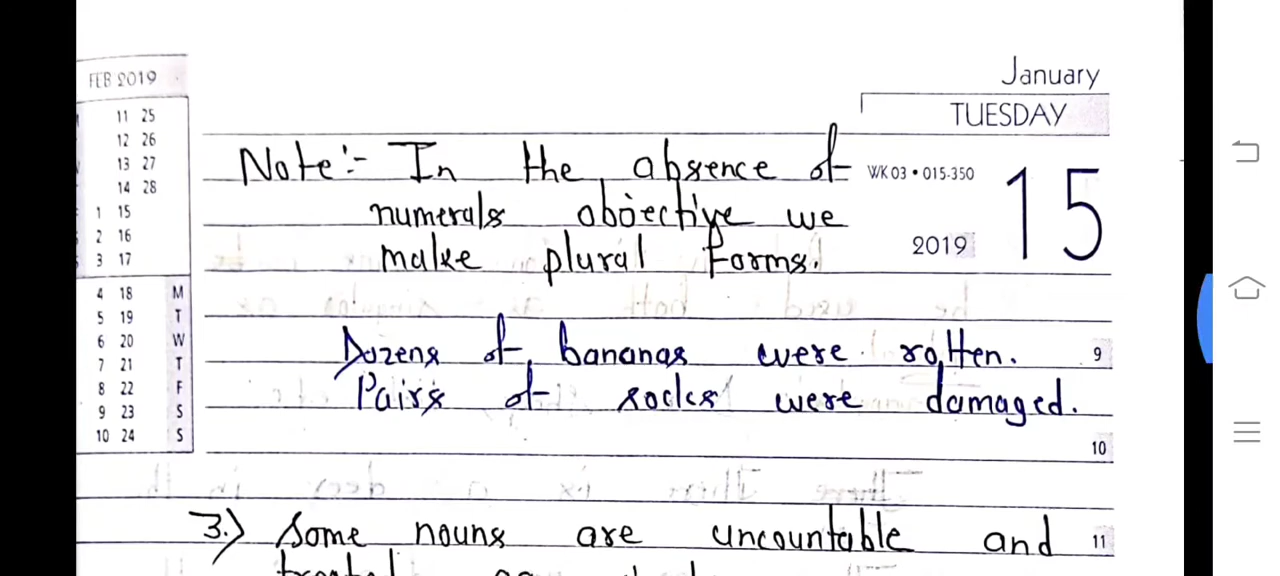 January
FEB 2019
TUESDAY
11 25
12 26
13 27
14 28
1 15
2 16
3 17
4 18 M
5 19 T
6 20 W
7 21 T
8 22 F
9 23 S
10 24 S
WK 03 • 015-350
15
2019
Note:- In the absence of
numerals objective we
make plural forms.
Dozens of bananas were rotten. 9
Pairs of socks were damaged.
10
3.) Some nouns are uncountable and 11